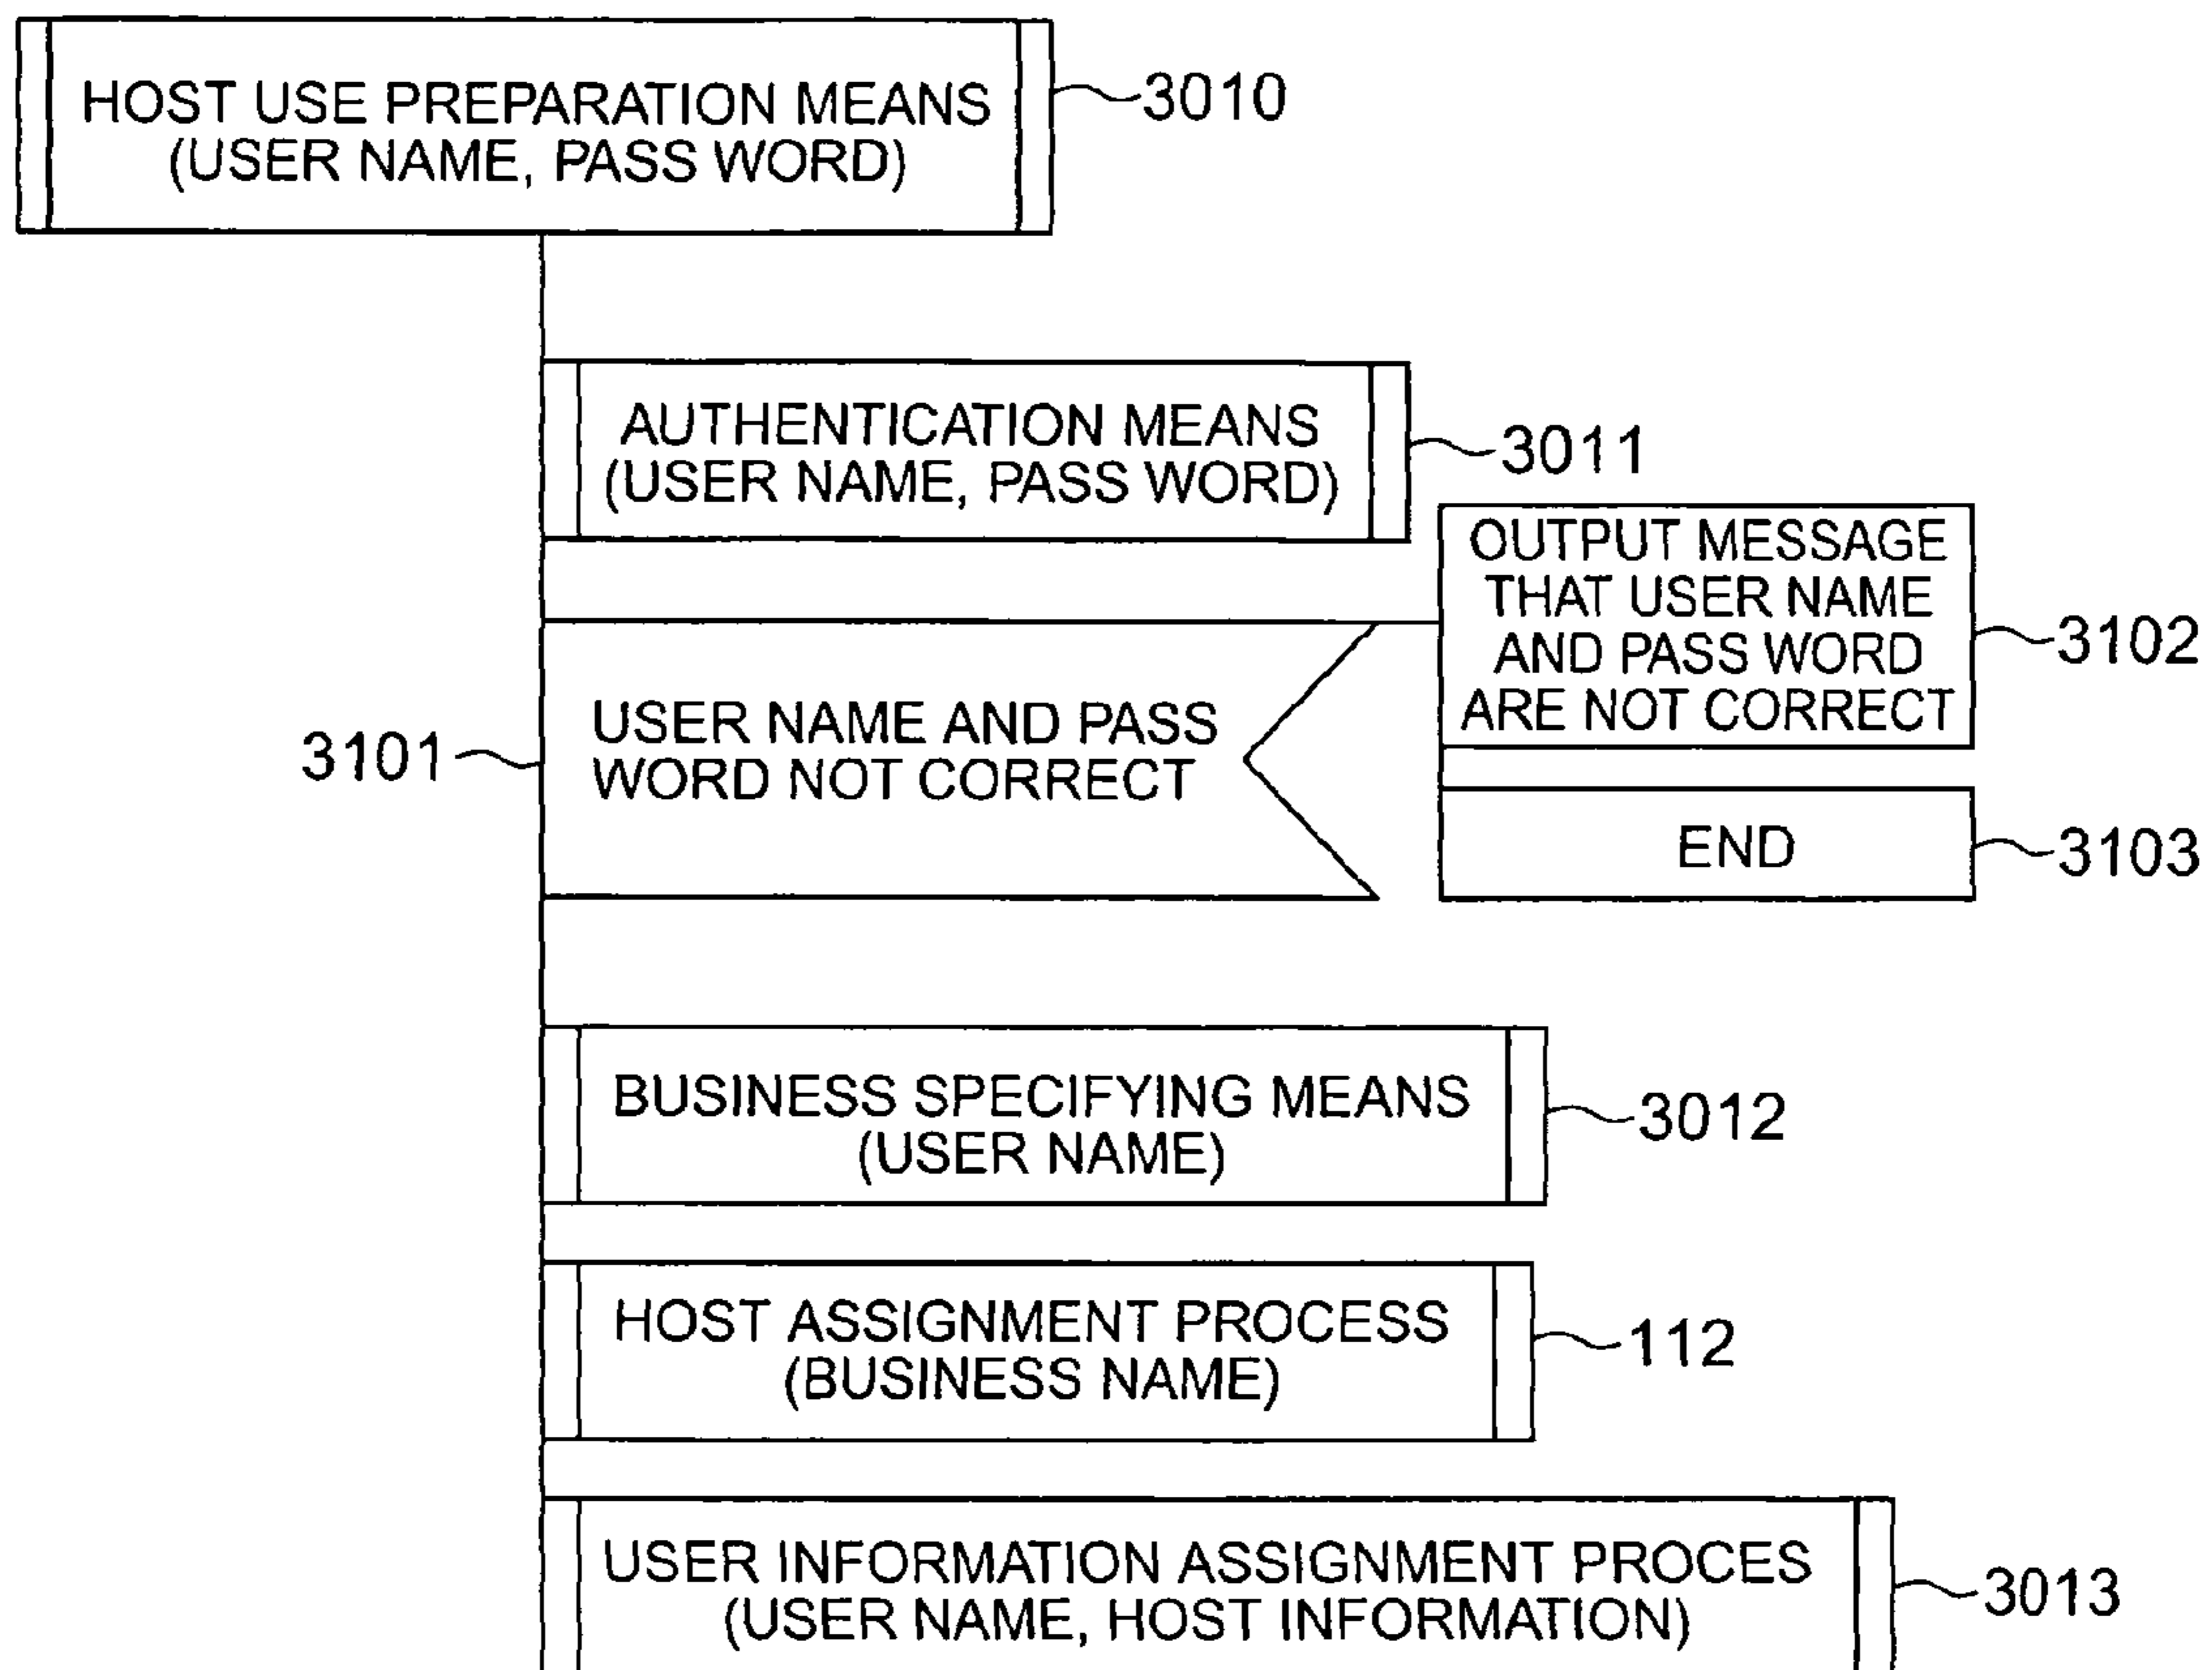 HOST USE PREPARATION MEANS
(USER NAME, PASS WORD)
3010
AUTHENTICATION MEANS
(USER NAME, PASS WORD)
3011
OUTPUT MESSAGE
THAT USER NAME
AND PASS WORD
ARE NOT CORRECT
3102
3101
USER NAME AND PASS
WORD NOT CORRECT
END
3103
BUSINESS SPECIFYING MEANS
(USER NAME)
3012
HOST ASSIGNMENT PROCESS
(BUSINESS NAME)
112
USER INFORMATION ASSIGNMENT PROCES
(USER NAME, HOST INFORMATION)
3013